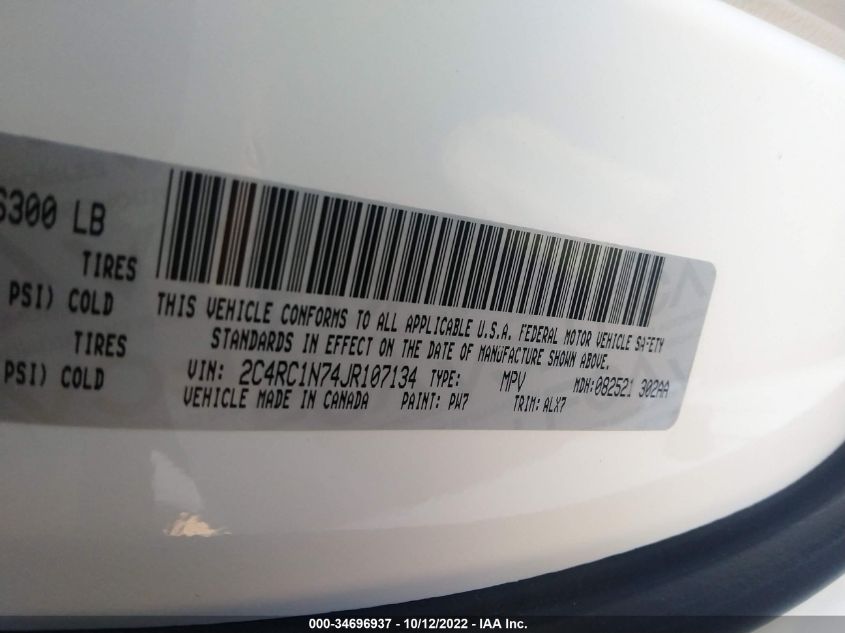 6300 LB
TIRES
PSI) COLD
TIRES
PSI) COLD
THIS VEHICLE CONFORMS TO ALL APPLICABLE U.S.A. FEDERAL MOTOR VEHICLE SAFETY
STANDARDS IN EFFECT ON THE DATE OF MANUFACTURE SHOWN ABOVE.
VIN: 2C4RC1N74JR107134 TYPE: MPV MDH: 082521 302AA
VEHICLE MADE IN CANADA PAINT: PW7 TRIM: ALX7
000-34696937 - 10/12/2022 - IAA Inc.